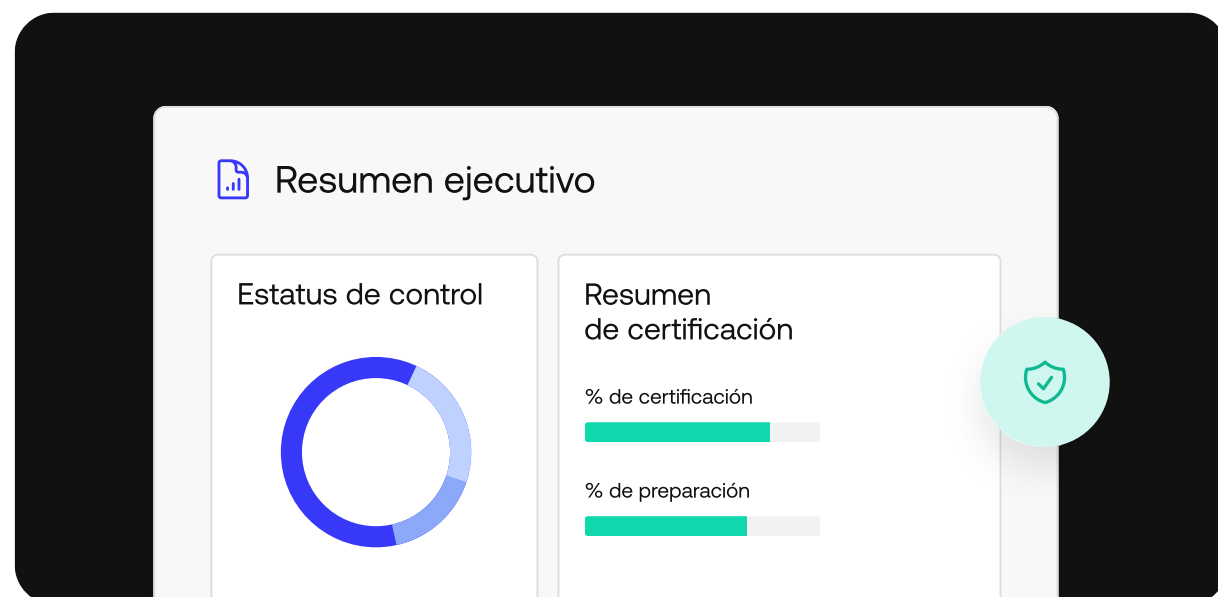 Resumen ejecutivo
Estatus de control
Resumen
de certificación
% de certificación
% de preparación